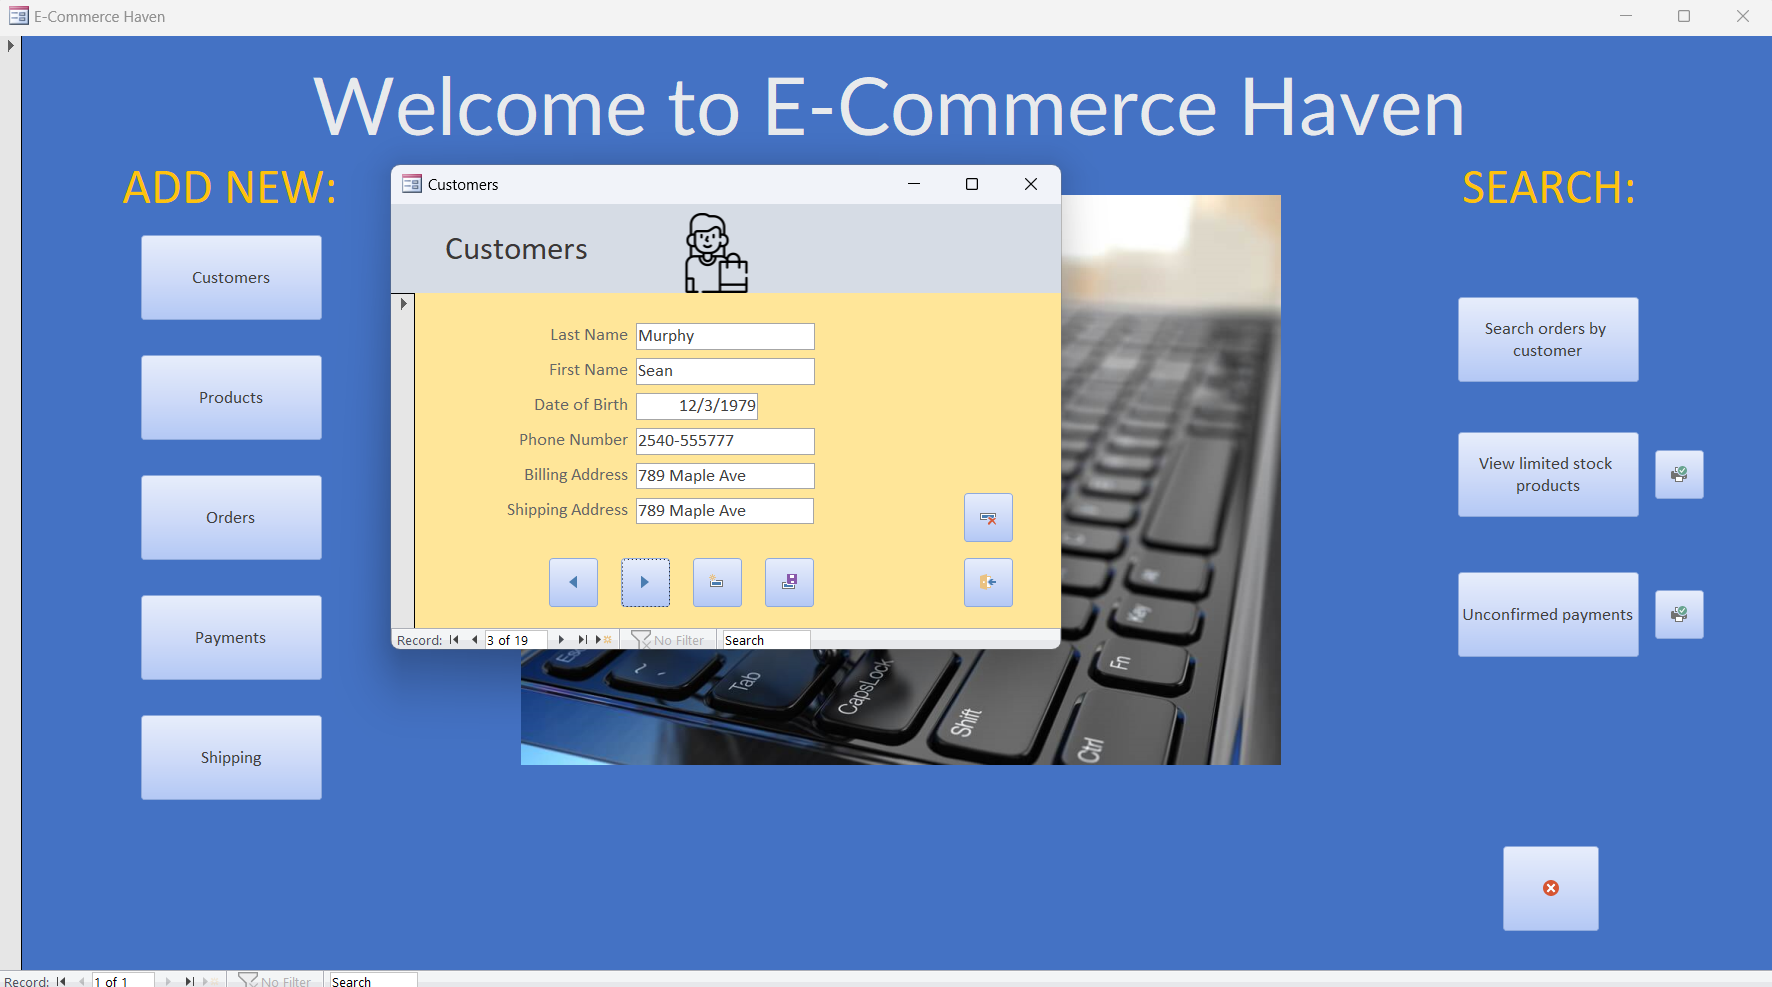 E-Commerce Haven
Welcome to E-Commerce Haven
ADD NEW:
Customers
Products
Orders
Payments
Shipping
Customers
Customers
Last Name Murphy
First Name Sean
Date of Birth 12/3/1979
Phone Number 2540-555777
Billing Address 789 Maple Ave
Shipping Address 789 Maple Ave
Record: 3 of 19 No Filter Search
Esc
~ `
Tab
CapsLock
Shift
Fn
Ctrl
SEARCH:
Search orders by
customer
View limited stock
products
Unconfirmed payments
Record: 1 of 1 No Filter Search